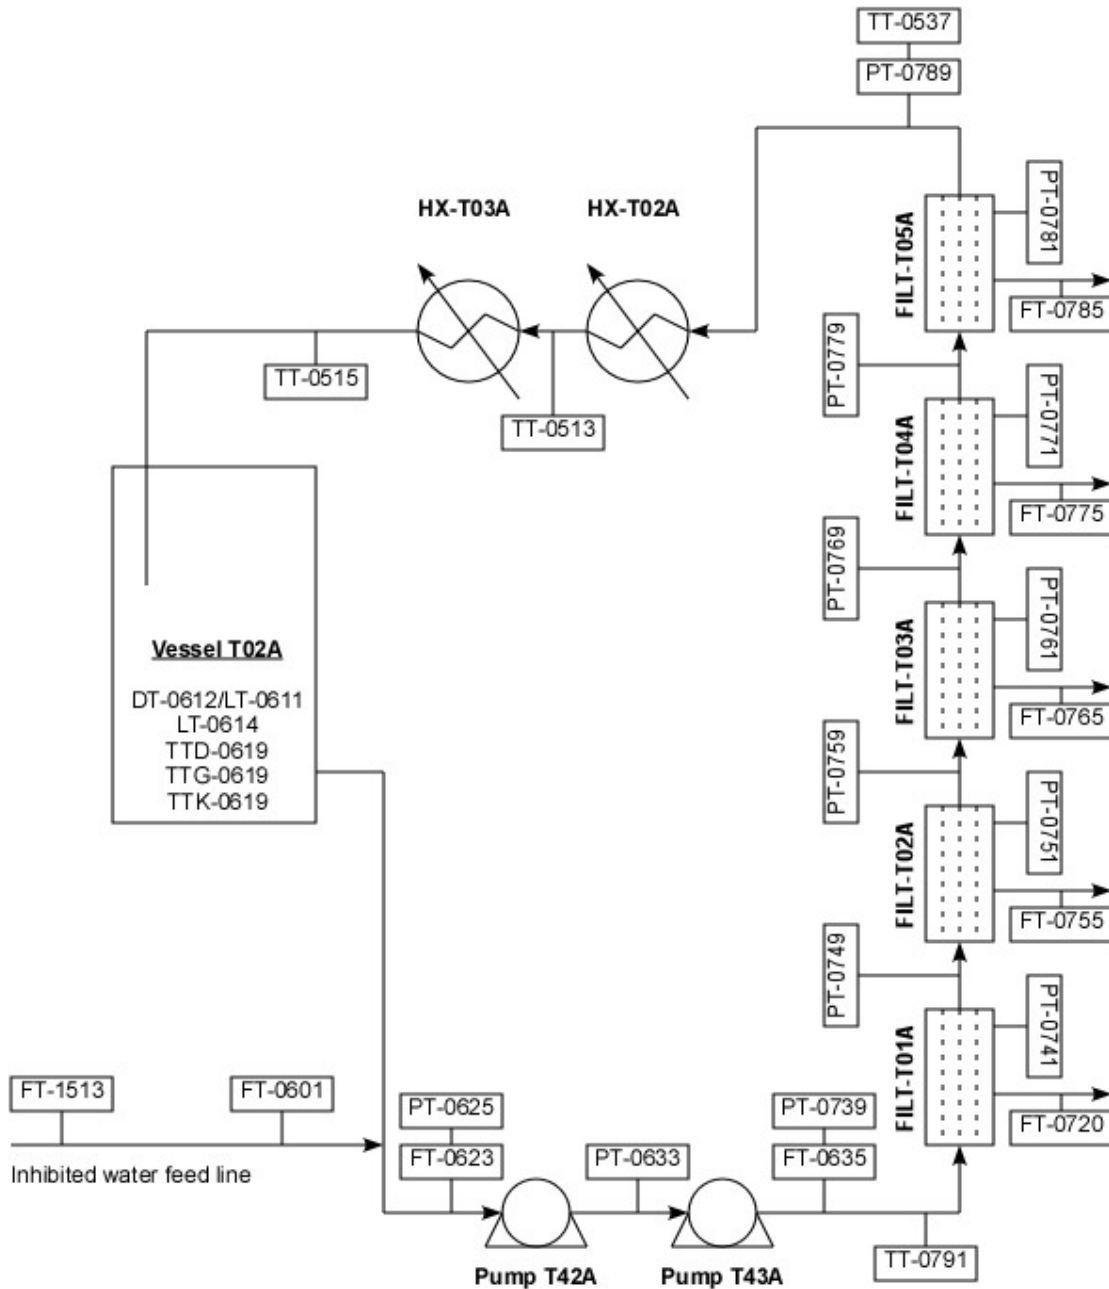 TT-0537
PT-0789
HX-T03A
HX-T02A
FILT-T05A
PT-0781
FT-0785
TT-0515
TT-0513
PT-0779
FILT-T04A
PT-0771
FT-0775
PT-0769
Vessel T02A
DT-0612/LT-0611
LT-0614
TTD-0619
TTG-0619
TTK-0619
FILT-T03A
PT-0761
FT-0765
PT-0759
FILT-T02A
PT-0751
FT-0755
PT-0749
FILT-T01A
PT-0741
FT-0720
FT-1513
FT-0601
Inhibited water feed line
PT-0625
FT-0623
PT-0633
PT-0739
FT-0635
TT-0791
Pump T42A
Pump T43A